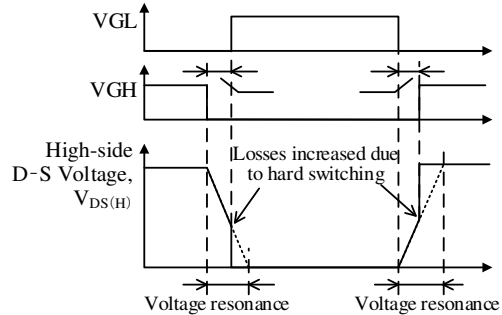 VGL
VGH
High-side
D-S Voltage,
VDS(H)
Losses increased due
to hard switching
Voltage resonance
Voltage resonance